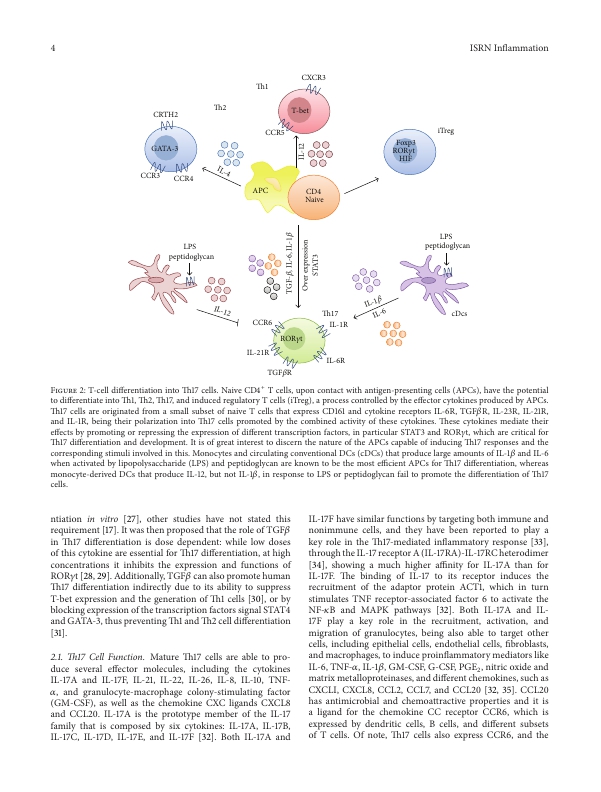 4
ISRN Inflammation
CXCR3
Th1
Th2
T-bet
CRTH2
CCR5
IL-12
iTreg
Foxp3
RORγt
HIF
GATA-3
CCR3
CCR4
IL-4
APC
CD4
Naive
LPS
peptidoglycan
LPS
peptidoglycan
TGF-β, IL-6, IL-1β
Over expression
STAT3
IL-12
IL-1β
IL-6
cDcs
CCR6
Th17
IL-1R
RORγt
IL-21R
IL-6R
TGFβR
Figure 2: T-cell differentiation into Th17 cells. Naive CD4⁺ T cells, upon contact with antigen-presenting cells (APCs), have the potential
to differentiate into Th1, Th2, Th17, and induced regulatory T cells (iTreg), a process controlled by the effector cytokines produced by APCs.
Th17 cells are originated from a small subset of naive T cells that express CD161 and cytokine receptors IL-6R, TGFβR, IL-23R, IL-21R,
and IL-1R, being their polarization into Th17 cells promoted by the combined activity of these cytokines. These cytokines mediate their
effects by promoting or repressing the expression of different transcription factors, in particular STAT3 and RORγt, which are critical for
Th17 differentiation and development. It is of great interest to discern the nature of the APCs capable of inducing Th17 responses and the
corresponding stimuli involved in this. Monocytes and circulating conventional DCs (cDCs) that produce large amounts of IL-1β and IL-6
when activated by lipopolysaccharide (LPS) and peptidoglycan are known to be the most efficient APCs for Th17 differentiation, whereas
monocyte-derived DCs that produce IL-12, but not IL-1β, in response to LPS or peptidoglycan fail to promote the differentiation of Th17
cells.
ntiation in vitro [27], other studies have not stated this
requirement [17]. It was then proposed that the role of TGFβ
in Th17 differentiation is dose dependent: while low doses
of this cytokine are essential for Th17 differentiation, at high
concentrations it inhibits the expression and functions of
RORγt [28, 29]. Additionally, TGFβ can also promote human
Th17 differentiation indirectly due to its ability to suppress
T-bet expression and the generation of Th1 cells [30], or by
blocking expression of the transcription factors signal STAT4
and GATA-3, thus preventing Th1 and Th2 cell differentiation
[31].
2.1. Th17 Cell Function. Mature Th17 cells are able to pro-
duce several effector molecules, including the cytokines
IL-17A and IL-17F, IL-21, IL-22, IL-26, IL-8, IL-10, TNF-
α, and granulocyte-macrophage colony-stimulating factor
(GM-CSF), as well as the chemokine CXC ligands CXCL8
and CCL20. IL-17A is the prototype member of the IL-17
family that is composed by six cytokines: IL-17A, IL-17B,
IL-17C, IL-17D, IL-17E, and IL-17F [32]. Both IL-17A and
IL-17F have similar functions by targeting both immune and
nonimmune cells, and they have been reported to play a
key role in the Th17-mediated inflammatory response [33],
through the IL-17 receptor A (IL-17RA)-IL-17RC heterodimer
[34], showing a much higher affinity for IL-17A than for
IL-17F. The binding of IL-17 to its receptor induces the
recruitment of the adaptor protein ACT1, which in turn
stimulates TNF receptor-associated factor 6 to activate the
NF-κB and MAPK pathways [32]. Both IL-17A and IL-
17F play a key role in the recruitment, activation, and
migration of granulocytes, being also able to target other
cells, including epithelial cells, endothelial cells, fibroblasts,
and macrophages, to induce proinflammatory mediators like
IL-6, TNF-α, IL-1β, GM-CSF, G-CSF, PGE₂, nitric oxide and
matrix metalloproteinases, and different chemokines, such as
CXCL1, CXCL8, CCL2, CCL7, and CCL20 [32, 35]. CCL20
has antimicrobial and chemoattractive properties and it is
a ligand for the chemokine CC receptor CCR6, which is
expressed by dendritic cells, B cells, and different subsets
of T cells. Of note, Th17 cells also express CCR6, and the